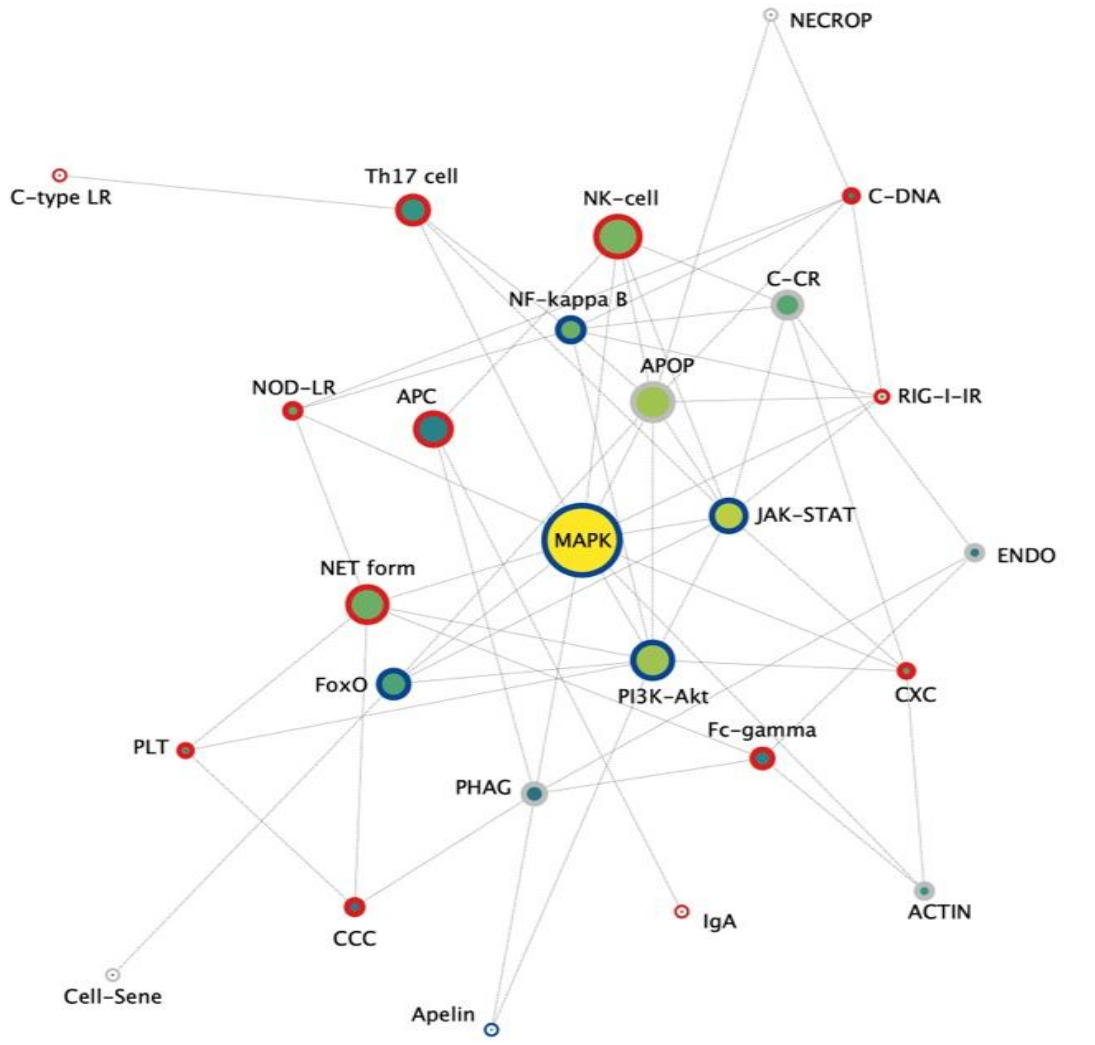 NECROP
Th17 cell
C-type LR
NK-cell
C-DNA
C-CR
NF-kappa B
APOP
NOD-LR
APC
RIG-I-IR
JAK-STAT
MAPK
ENDO
NET form
FoxO
PI3K-Akt
CXC
Fc-gamma
PLT
PHAG
IgA
ACTIN
CCC
Cell-Sene
Apelin